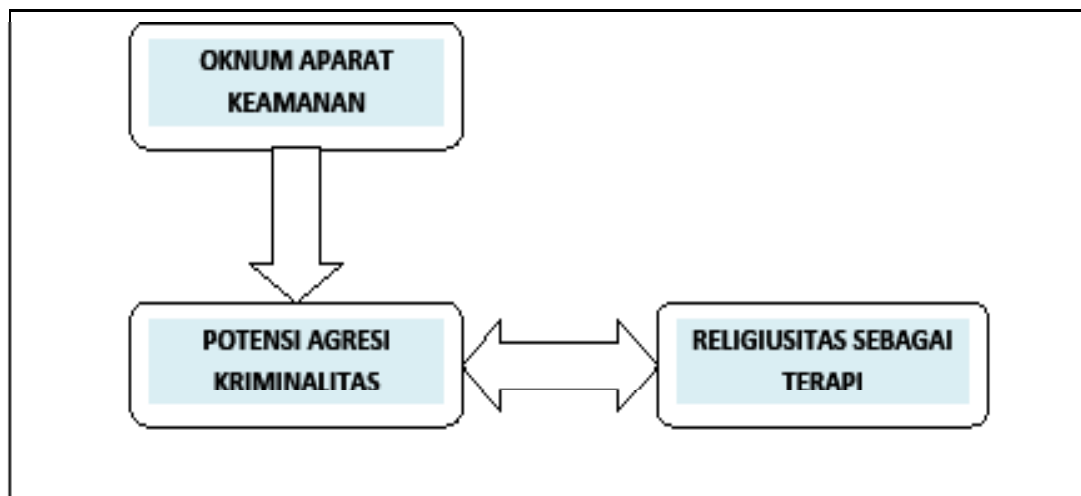 OKNUM APARAT
KEAMANAN
POTENSI AGRESI
KRIMINALITAS
RELIGIUSITAS SEBAGAI
TERAPI